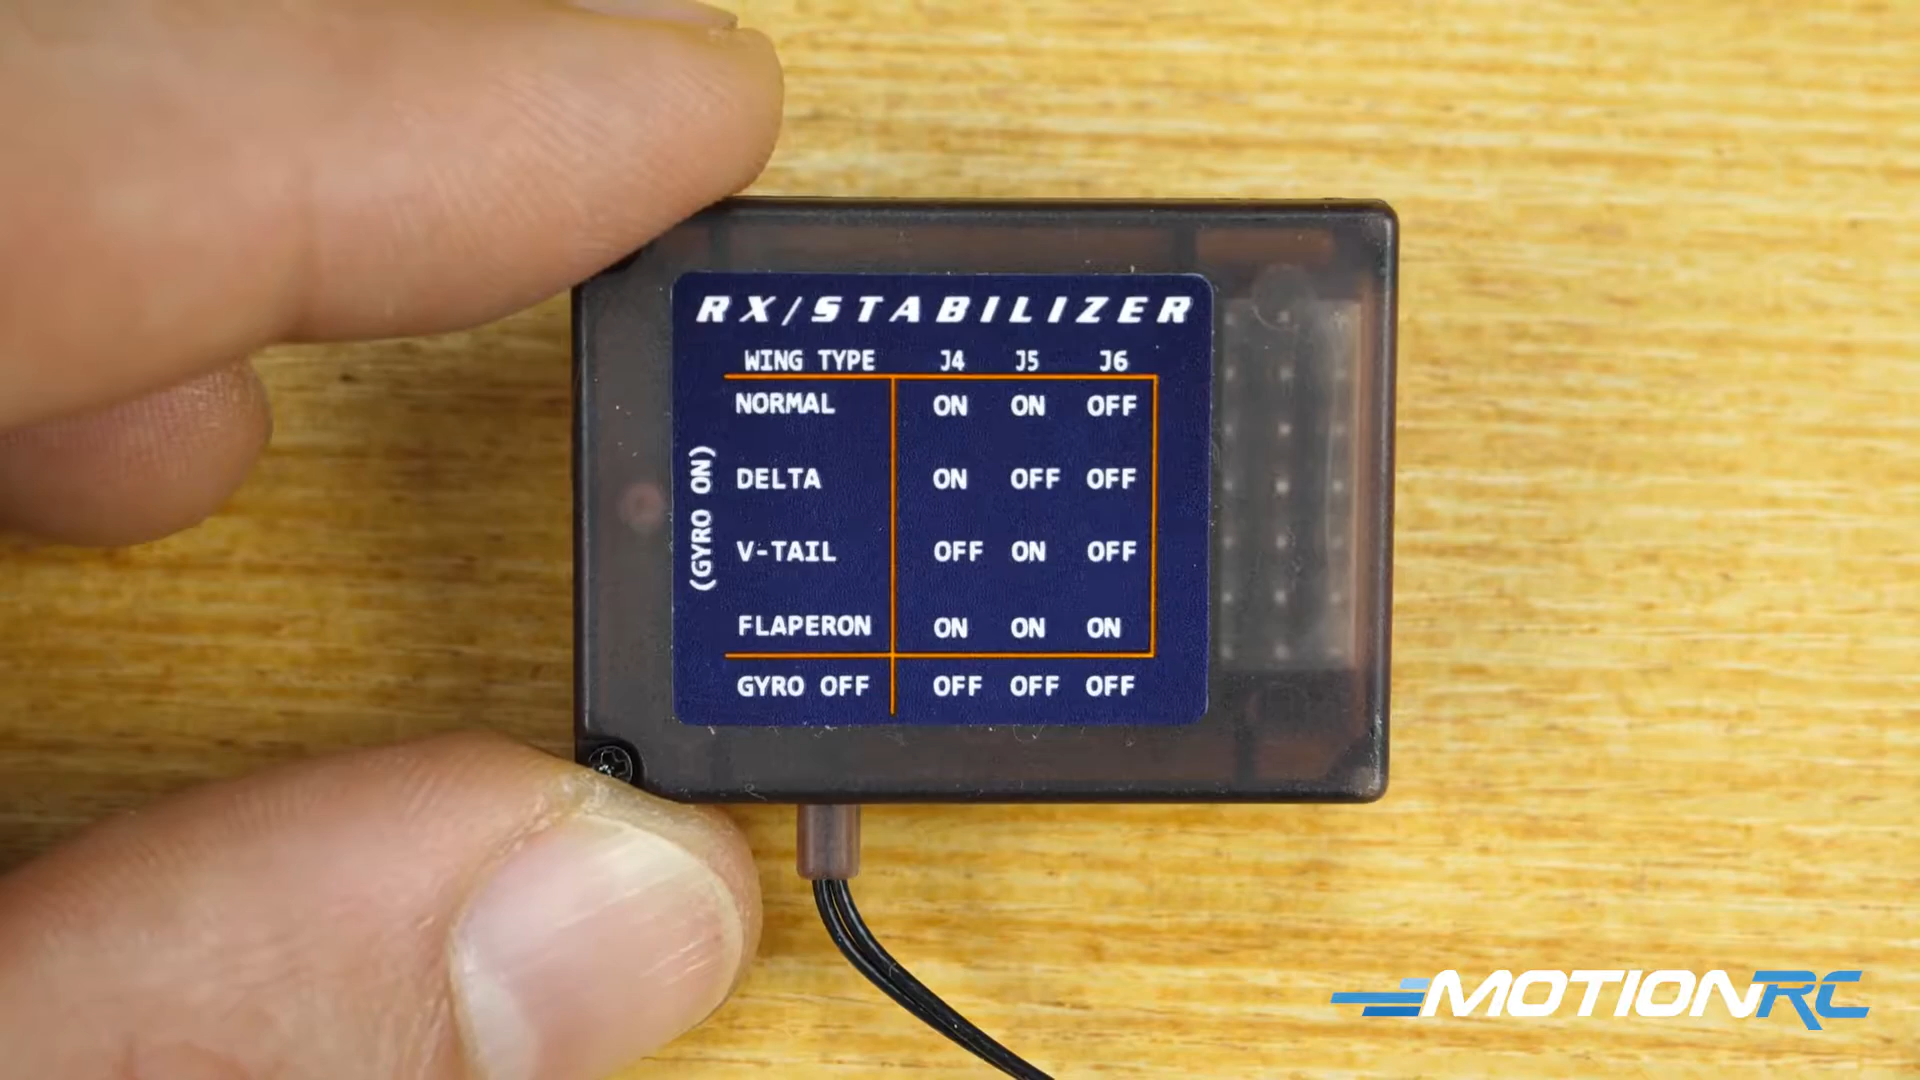 RX/STABILIZER
WING TYPE J4 J5 J6
(GYRO ON)
NORMAL ON ON OFF
DELTA ON OFF OFF
V-TAIL OFF ON OFF
FLAPERON ON ON ON
GYRO OFF OFF OFF OFF
MOTIONRC